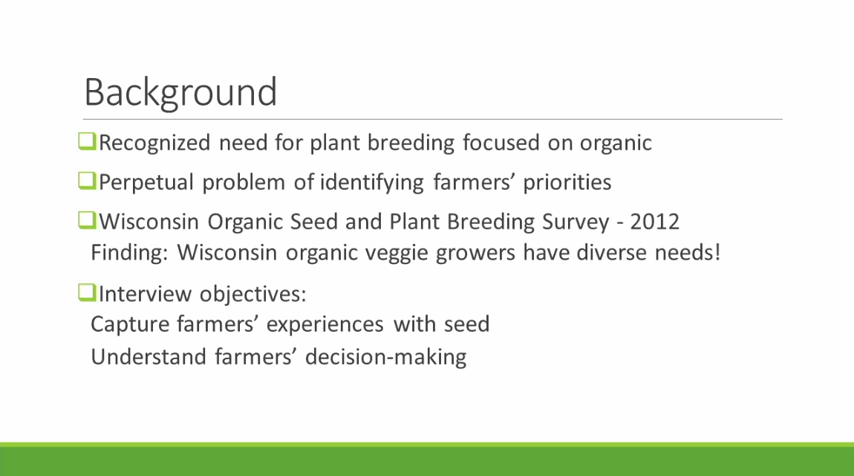 Background
Recognized need for plant breeding focused on organic
Perpetual problem of identifying farmers’ priorities
Wisconsin Organic Seed and Plant Breeding Survey - 2012
Finding: Wisconsin organic veggie growers have diverse needs!
Interview objectives:
Capture farmers’ experiences with seed
Understand farmers’ decision-making